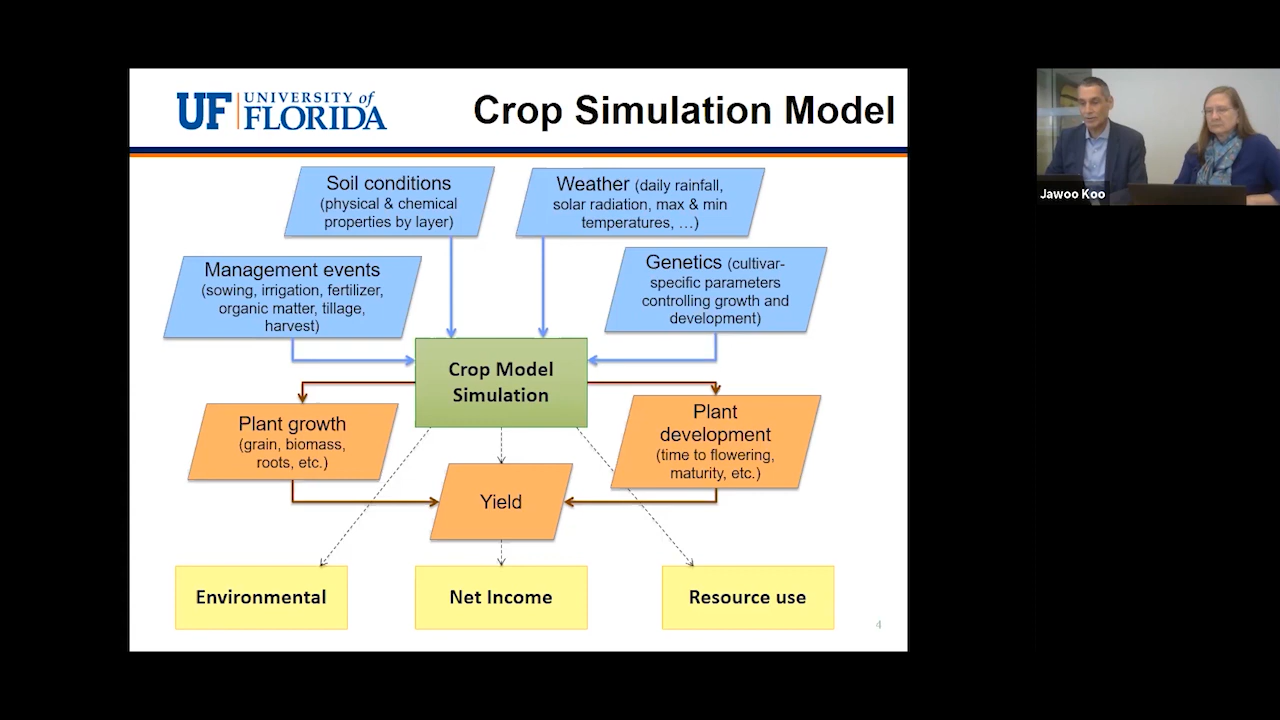 UF UNIVERSITY of
FLORIDA
Crop Simulation Model
Soil conditions
(physical & chemical
properties by layer)
Weather (daily rainfall,
solar radiation, max & min
temperatures, …)
Management events
(sowing, irrigation, fertilizer,
organic matter, tillage,
harvest)
Genetics (cultivar-
specific parameters
controlling growth and
development)
Crop Model
Simulation
Plant growth
(grain, biomass,
roots, etc.)
Plant
development
(time to flowering,
maturity, etc.)
Yield
Environmental
Net Income
Resource use
4
Jawoo Koo